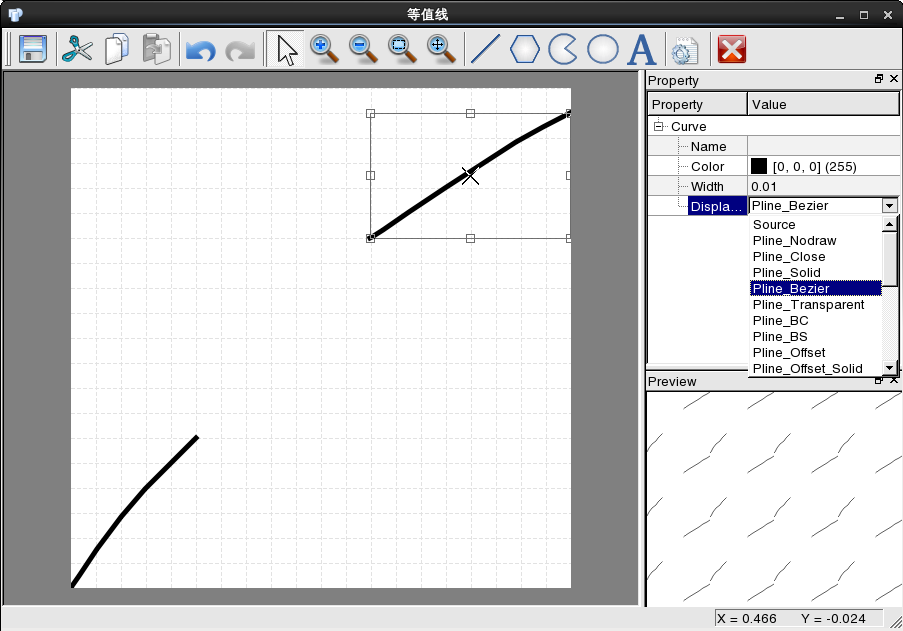 等值线
A
Property
Property Value
Curve
Name
Color [0, 0, 0] (255)
Width 0.01
Displa... Pline_Bezier
Source
Pline_Nodraw
Pline_Close
Pline_Solid
Pline_Bezier
Pline_Transparent
Pline_BC
Pline_BS
Pline_Offset
Pline_Offset_Solid
Preview
X = 0.466 Y = -0.024